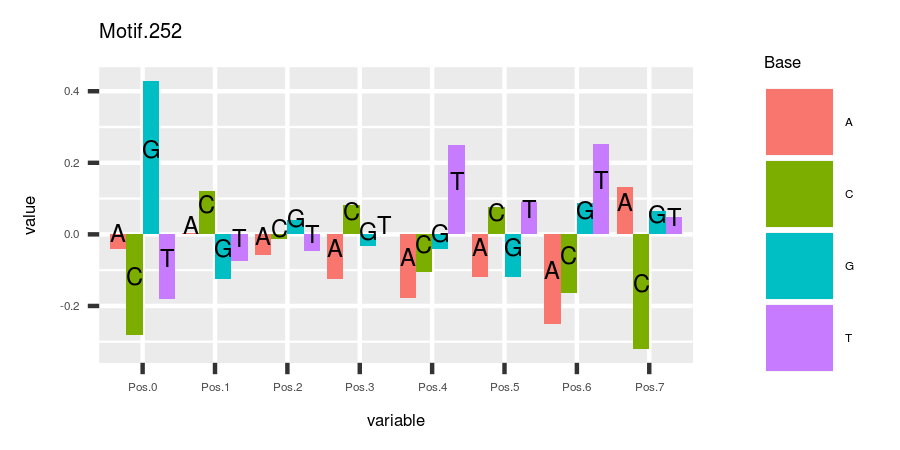 Motif.252
Base
value
0.4
0.2
0.0
-0.2
A C G T A C G T A C G T A C G T A C G T A C G T A C G T A C G T
A
C
G
T
Pos.0 Pos.1 Pos.2 Pos.3 Pos.4 Pos.5 Pos.6 Pos.7
variable